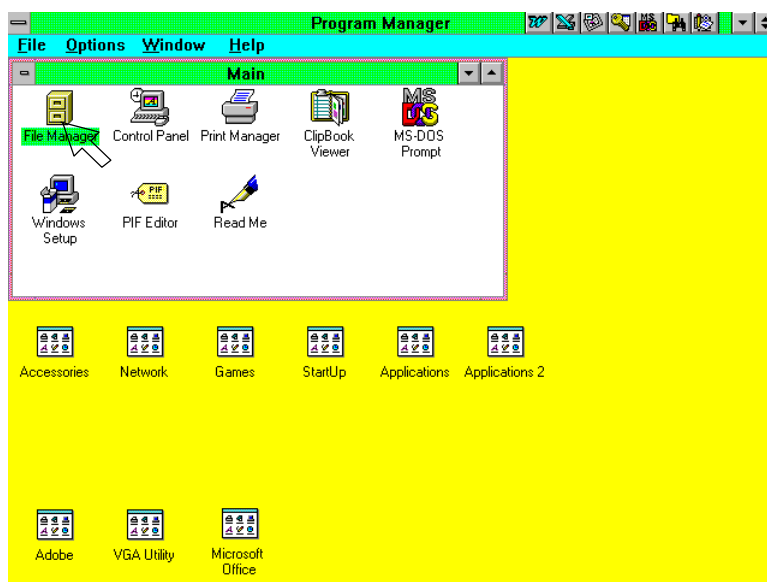 Program Manager
File Options Window Help
Main
File Manager Control Panel Print Manager ClipBook Viewer MS-DOS Prompt
Windows Setup PIF Editor Read Me
Accessories Network Games StartUp Applications Applications 2
Adobe VGA Utility Microsoft Office